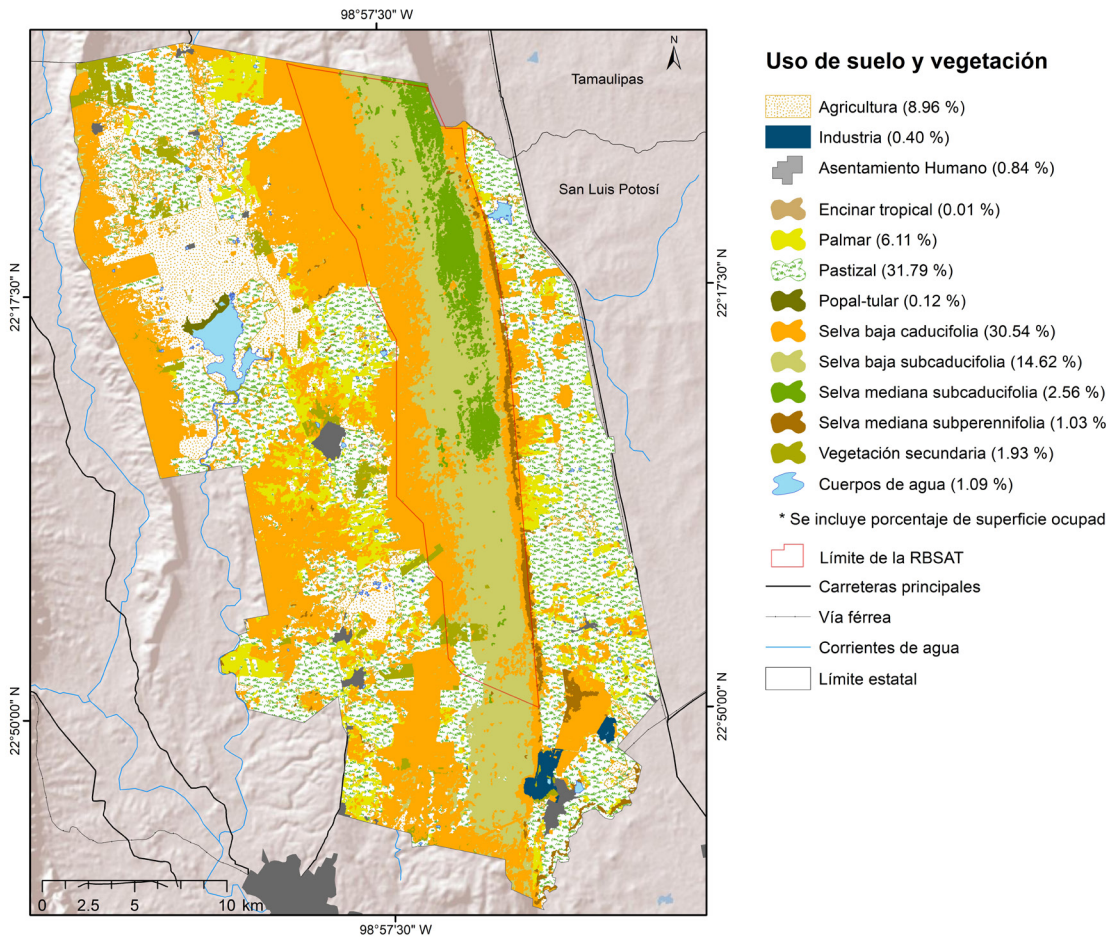 98°57'30" W
N
Tamaulipas
San Luis Potosí
22°17'30" N
22°17'30" N
22°50'00" N
22°50'00" N
0 2.5 5 10 km
98°57'30" W
Uso de suelo y vegetación
Agricultura (8.96 %)
Industria (0.40 %)
Asentamiento Humano (0.84 %)
Encinar tropical (0.01 %)
Palmar (6.11 %)
Pastizal (31.79 %)
Popal-tular (0.12 %)
Selva baja caducifolia (30.54 %)
Selva baja subcaducifolia (14.62 %)
Selva mediana subcaducifolia (2.56 %)
Selva mediana subperennifolia (1.03 %
Vegetación secundaria (1.93 %)
Cuerpos de agua (1.09 %)
* Se incluye porcentaje de superficie ocupad
Límite de la RBSAT
Carreteras principales
Vía férrea
Corrientes de agua
Límite estatal